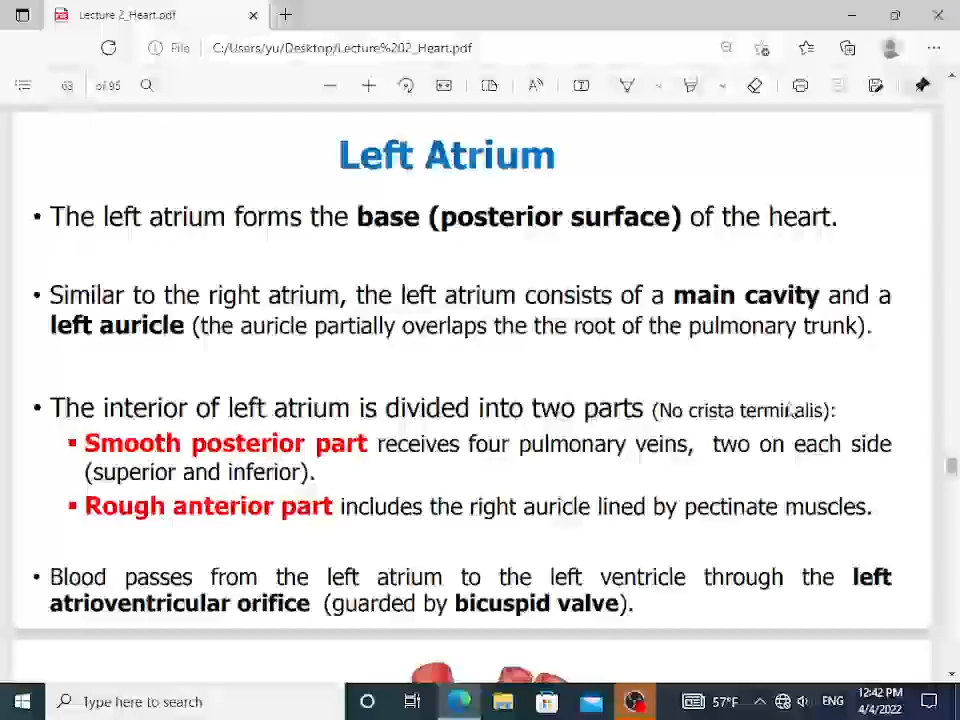 Lecture 2_Heart.pdf
File C:/Users/yu/Desktop/Lecture%202_Heart.pdf
63 of 95
Left Atrium
• The left atrium forms the base (posterior surface) of the heart.
• Similar to the right atrium, the left atrium consists of a main cavity and a
left auricle (the auricle partially overlaps the the root of the pulmonary trunk).
• The interior of left atrium is divided into two parts (No crista terminalis):
▪ Smooth posterior part receives four pulmonary veins, two on each side
(superior and inferior).
▪ Rough anterior part includes the right auricle lined by pectinate muscles.
• Blood passes from the left atrium to the left ventricle through the left
atrioventricular orifice (guarded by bicuspid valve).
Type here to search
57°F
ENG
12:42 PM
4/4/2022